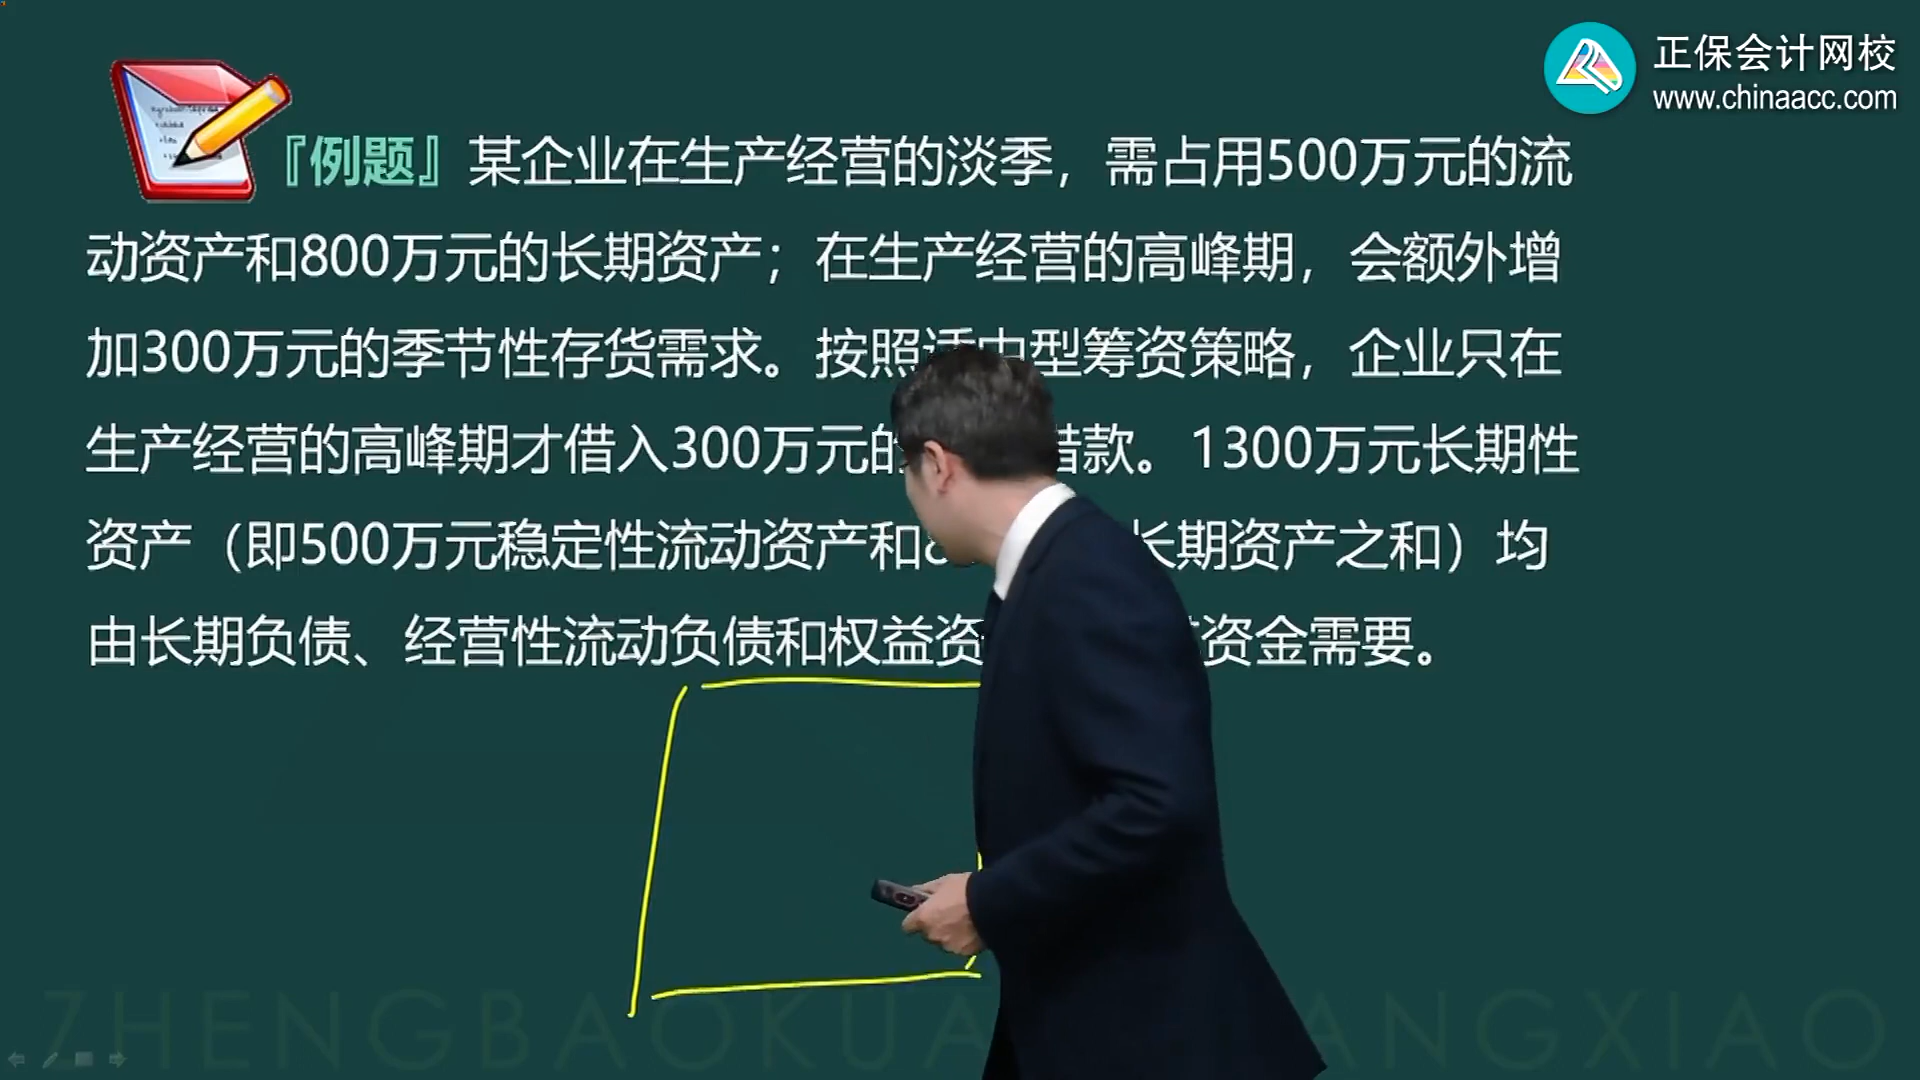 正保会计网校
www.chinaacc.com
『例题』某企业在生产经营的淡季，需占用500万元的流
动资产和800万元的长期资产；在生产经营的高峰期，会额外增
加300万元的季节性存货需求。按照适中型筹资策略，企业只在
生产经营的高峰期才借入300万元的 借款。1300万元长期性
资产（即500万元稳定性流动资产和8 长期资产之和）均
由长期负债、经营性流动负债和权益资 资金需要。
ZHENGBAOKUA ANGXIAO